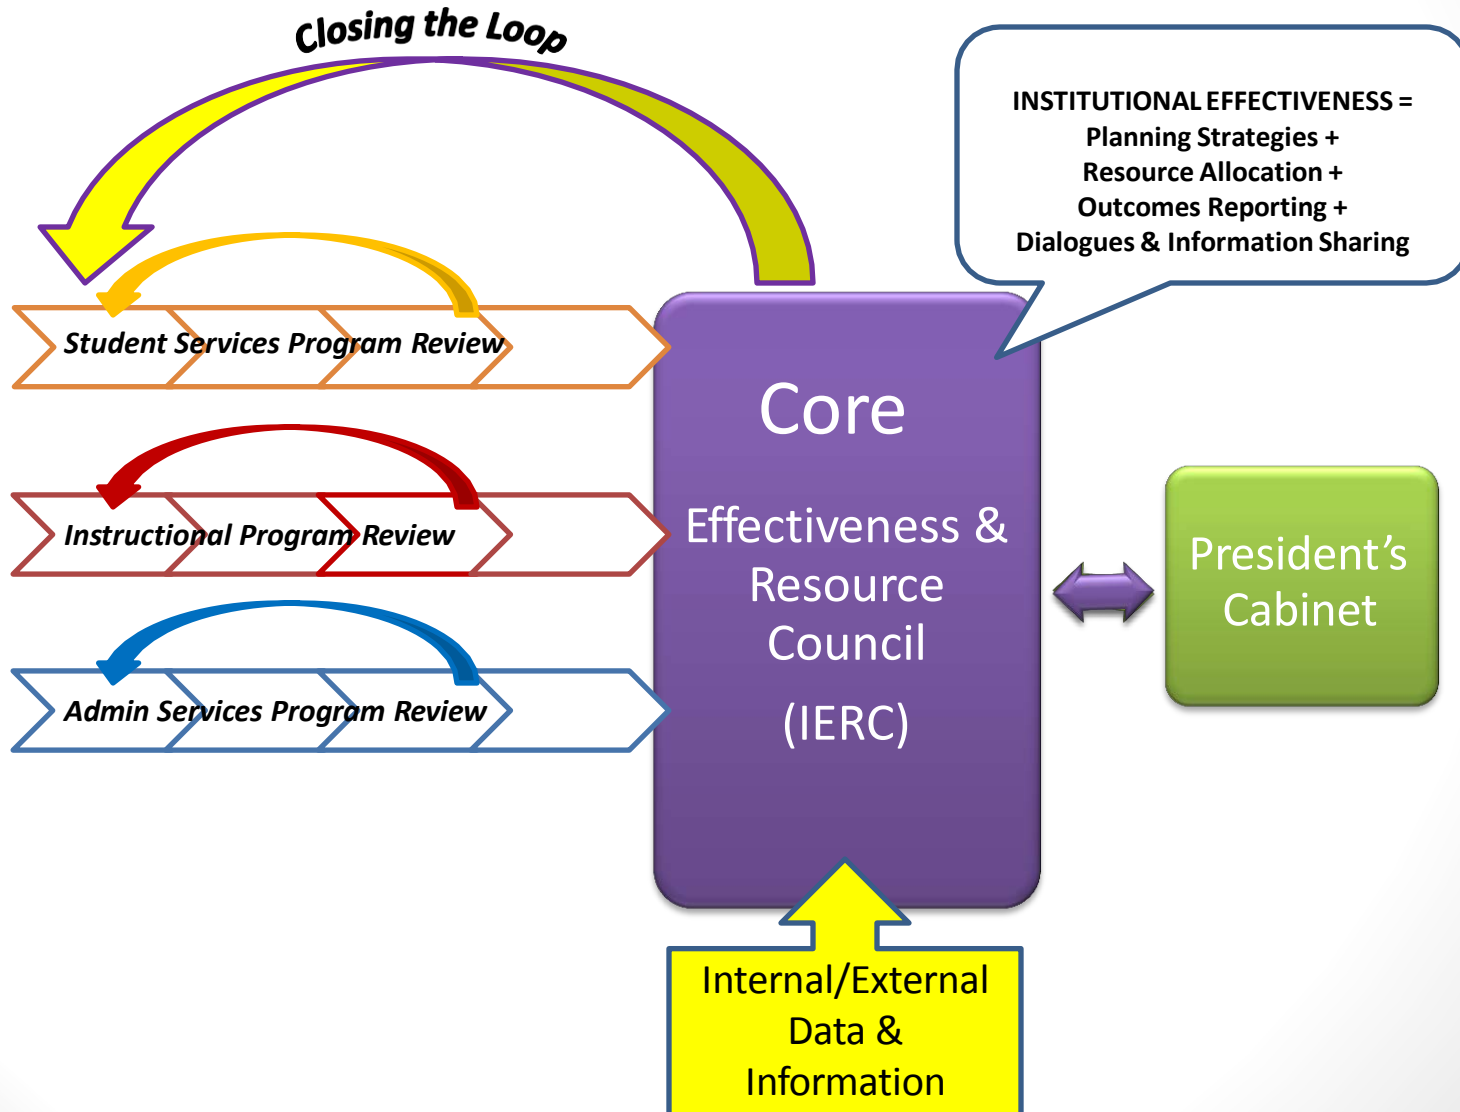 Closing the Loop
INSTITUTIONAL EFFECTIVENESS =
Planning Strategies +
Resource Allocation +
Outcomes Reporting +
Dialogues & Information Sharing
Student Services Program Review
Instructional Program Review
Admin Services Program Review
Core
Effectiveness &
Resource
Council
(IERC)
President’s
Cabinet
Internal/External
Data &
Information